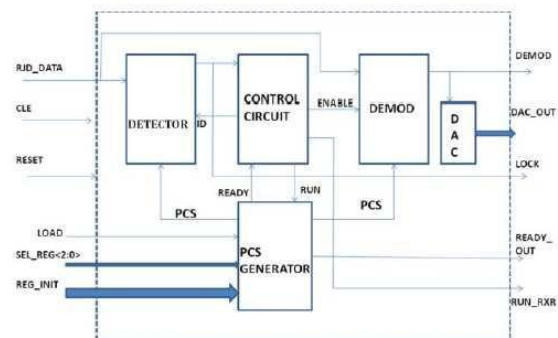 DEMOD
RJD_DATA
CLE
RESET
DETECTOR
ID
CONTROL
CIRCUIT
ENABLE
DEMOD
D
A
C
DAC_OUT
LOCK
READY
RUN
PCS
PCS
LOAD
SEL_REG<2:0>
REG_INIT
PCS
GENERATOR
READY_
OUT
RUN_RXR